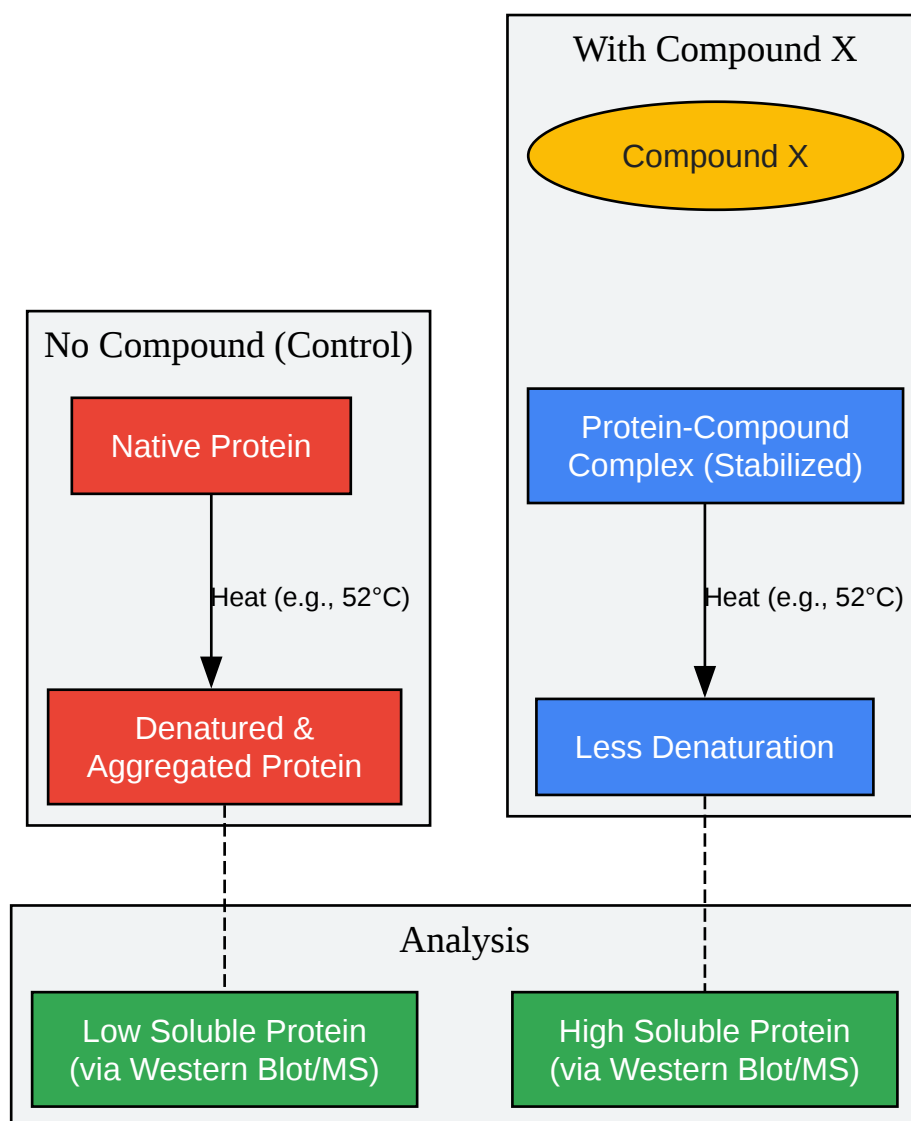 With Compound X
Compound X
No Compound (Control)
Native Protein
Heat (e.g., 52°C)
Denatured &
Aggregated Protein
Protein-Compound
Complex (Stabilized)
Heat (e.g., 52°C)
Less Denaturation
Analysis
Low Soluble Protein
(via Western Blot/MS)
High Soluble Protein
(via Western Blot/MS)